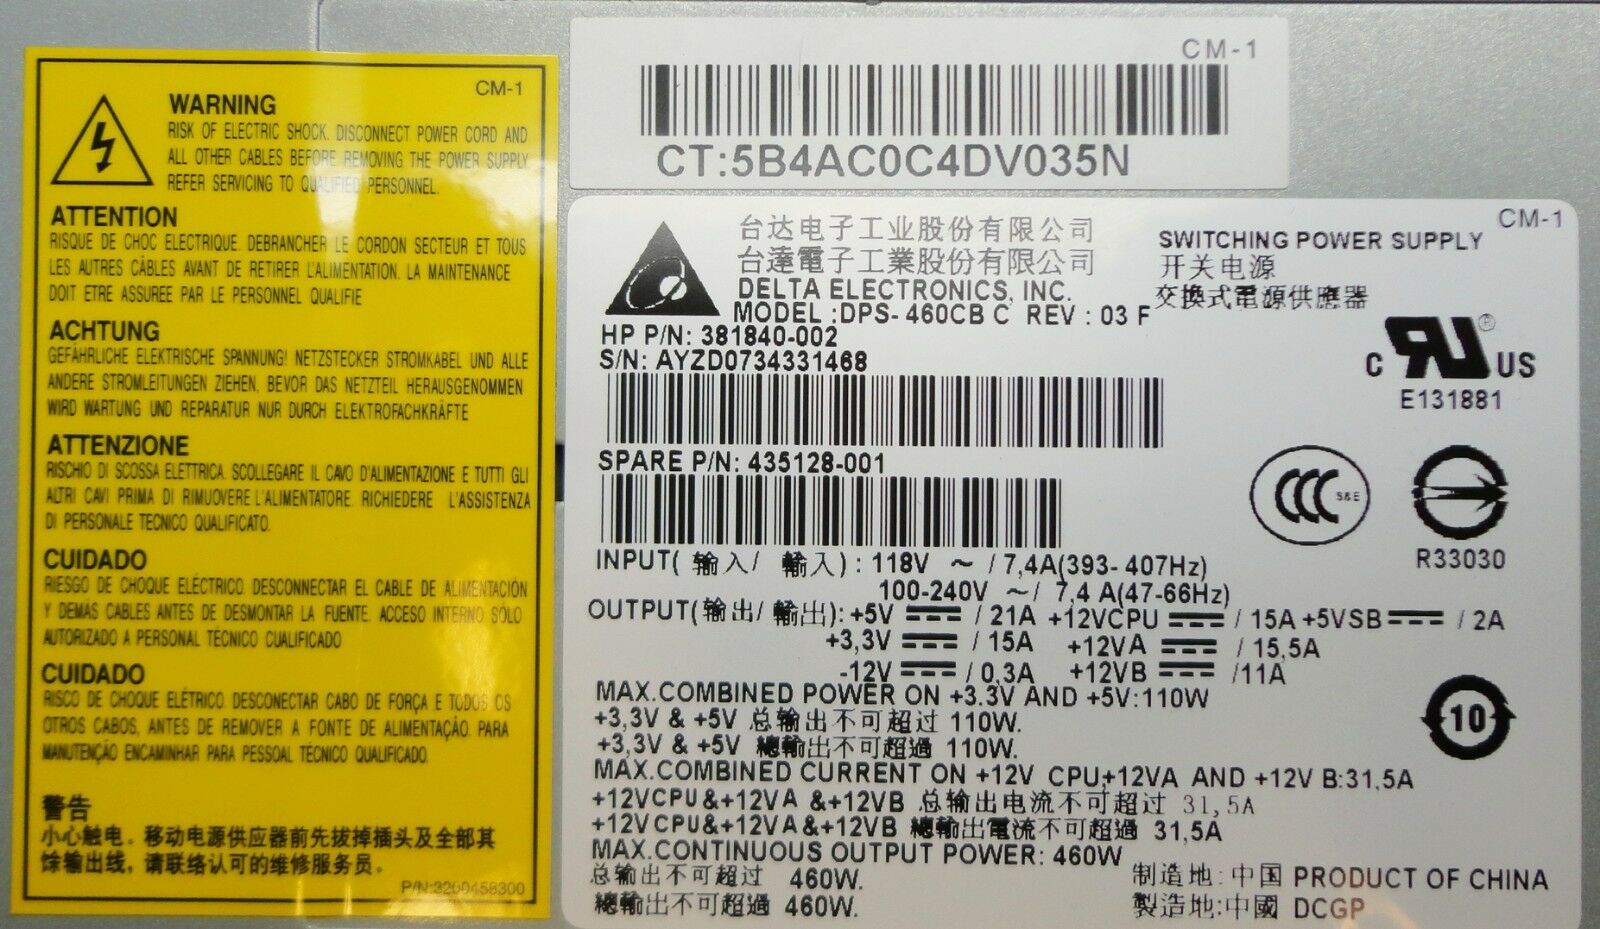 CM-1
WARNING
RISK OF ELECTRIC SHOCK. DISCONNECT POWER CORD AND
ALL OTHER CABLES BEFORE REMOVING THE POWER SUPPLY
REFER SERVICING TO QUALIFIED PERSONNEL.
ATTENTION
RISQUE DE CHOC ELECTRIQUE. DEBRANCHER LE CORDON SECTEUR ET TOUS
LES AUTRES CÂBLES AVANT DE RETIRER L'ALIMENTATION. LA MAINTENANCE
DOIT ETRE ASSUREE PAR LE PERSONNEL QUALIFIE
ACHTUNG
GEFÄHRLICHE ELEKTRISCHE SPANNUNG! NETZSTECKER STROMKABEL UND ALLE
ANDERE STROMLEITUNGEN ZIEHEN, BEVOR DAS NETZTEIL HERAUSGENOMMEN
WIRD WARTUNG UND REPARATUR NUR DURCH ELEKTROFACHKRÄFTE
ATTENZIONE
RISCHIO DI SCOSSA ELETTRICA. SCOLLEGARE IL CAVO D'ALIMENTAZIONE E TUTTI GLI
ALTRI CAVI PRIMA DI RIMUOVERE L'ALIMENTATORE. RICHIEDERE L'ASSISTENZA
DI PERSONALE TECNICO QUALIFICATO.
CUIDADO
RIESGO DE CHOQUE ELÉCTRICO. DESCONECTAR EL CABLE DE ALIMENTACIÓN
Y DEMAS CABLES ANTES DE DESMONTAR LA FUENTE. ACCESO INTERNO SÓLO
AUTORIZADO A PERSONAL TÉCNICO CUALIFICADO
CUIDADO
RISCO DE CHOQUE ELÉTRICO. DESCONECTAR CABO DE FORÇA E TODOS OS
OTROS CABOS, ANTES DE REMOVER A FONTE DE ALIMENTAÇÃO. PARA
MANUTENÇÃO ENCAMINHAR PARA PESSOAL TÉCNICO QUALIFICADO.
警告
小心触电。移动电源供应器前先拔掉插头及全部其
馀输出线，请联络认可的维修服务员。
P/N:3200458300
CM-1
CT:5B4AC0C4DV035N
CM-1
台达电子工业股份有限公司
台達電子工業股份有限公司
DELTA ELECTRONICS, INC.
MODEL :DPS-460CB C REV : 03 F
SWITCHING POWER SUPPLY
开关电源
交換式電源供應器
HP P/N: 381840-002
S/N: AYZD0734331468
SPARE P/N: 435128-001
C US ®
E131881
S&E
R33030
INPUT( 输入/ 輸入) : 118V ~ / 7,4A(393-407Hz)
100-240V ~/ 7,4 A(47-66Hz)
OUTPUT(输出/ 輸出): +5V / 21A +12VCPU / 15A +5VSB / 2A
+3,3V / 15A +12VA / 15,5A
-12V / 0,3A +12VB /11A
MAX.COMBINED POWER ON +3.3V AND +5V:110W
+3,3V & +5V 总输出不可超过 110W.
+3,3V & +5V 總輸出不可超過 110W.
10
MAX.COMBINED CURRENT ON +12V CPU,+12VA AND +12V B:31,5A
+12VCPU&+12VA &+12VB 总输出电流不可超过 31,5A
+12VCPU&+12VA&+12VB 總輸出電流不可超過 31,5A
MAX.CONTINUOUS OUTPUT POWER: 460W
总输出不可超过 460W.
總輸出不可超過 460W.
制造地:中国 PRODUCT OF CHINA
製造地:中國 DCGP